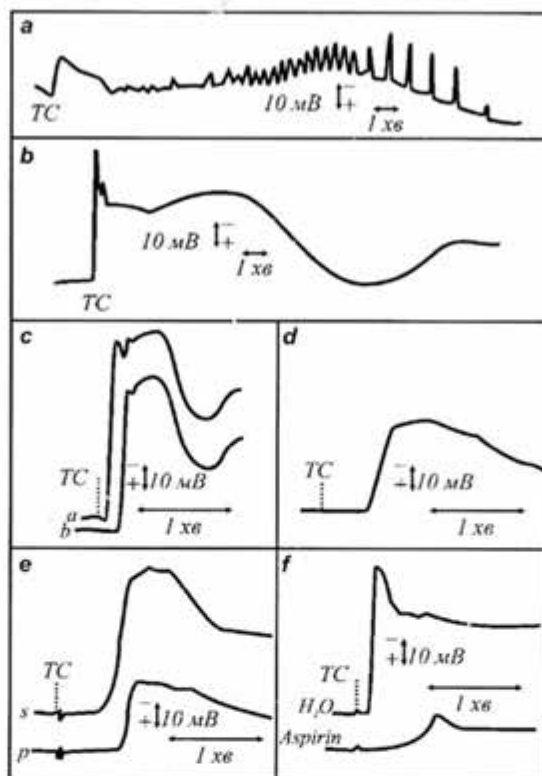 a
TC
10 мВ
− +
1 хв
b
TC
10 мВ
− +
1 хв
c
TC
a
b
− +
10 мВ
1 хв
d
TC
− +
10 мВ
1 хв
e
TC
s
p
− +
10 мВ
1 хв
f
TC
H₂O
Aspirin
− +
10 мВ
1 хв